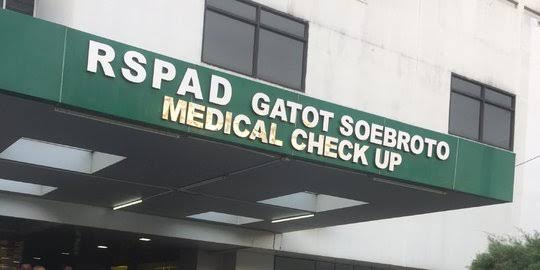 RSPAD GATOT SOEBROTO
MEDICAL CHECK UP